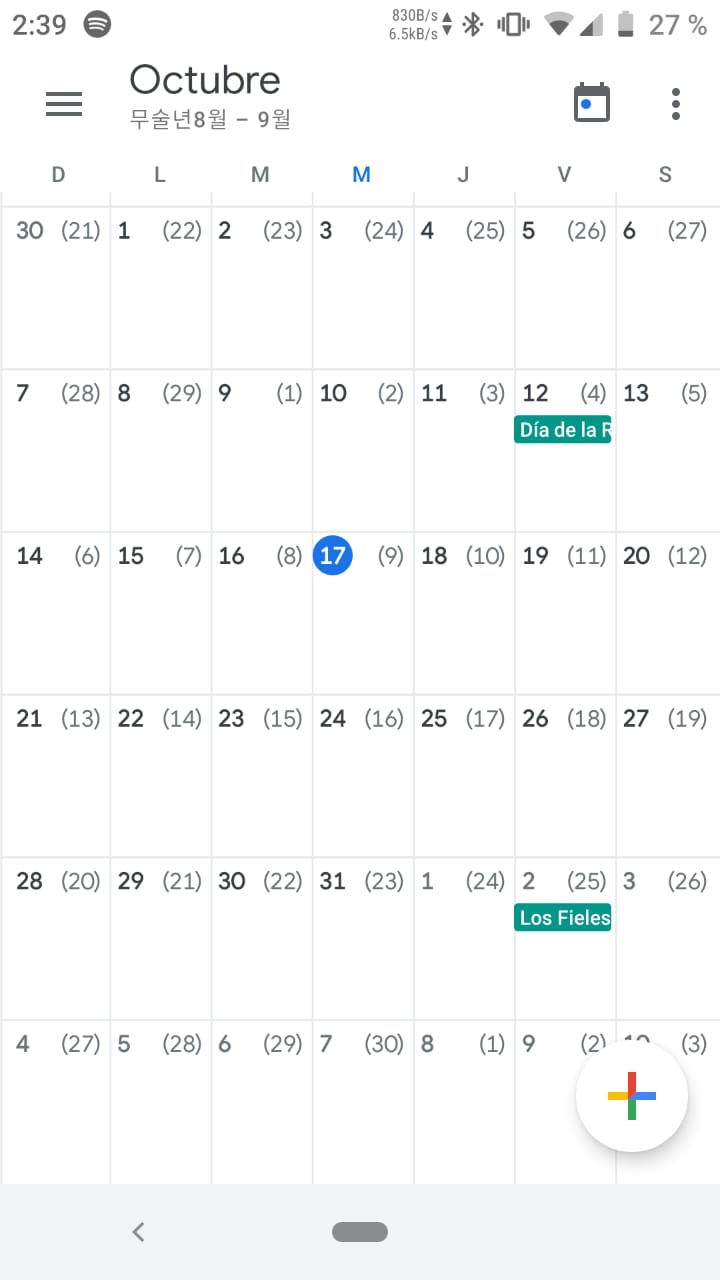 2:39 830B/s 6.5kB/s 27 %
Octubre
무술년8월 – 9월
D L M M J V S
30 (21) 1 (22) 2 (23) 3 (24) 4 (25) 5 (26) 6 (27)
7 (28) 8 (29) 9 (1) 10 (2) 11 (3) 12 (4) 13 (5)
Día de la R
14 (6) 15 (7) 16 (8) 17 (9) 18 (10) 19 (11) 20 (12)
21 (13) 22 (14) 23 (15) 24 (16) 25 (17) 26 (18) 27 (19)
28 (20) 29 (21) 30 (22) 31 (23) 1 (24) 2 (25) 3 (26)
Los Fieles
4 (27) 5 (28) 6 (29) 7 (30) 8 (1) 9 (2) (3)